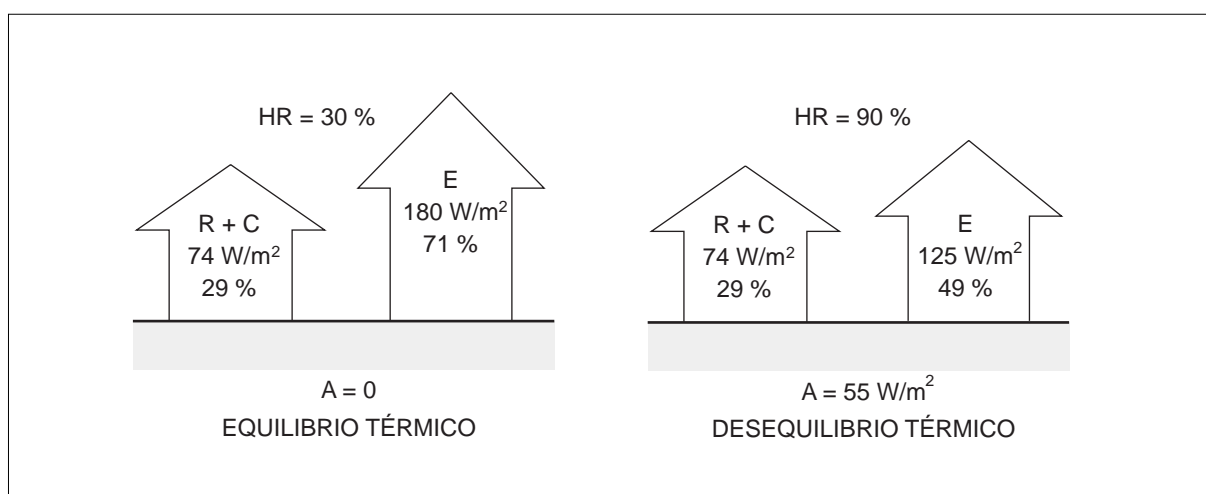 HR = 30 %
R + C
74 W/m²
29 %
E
180 W/m²
71 %
A = 0
EQUILIBRIO TÉRMICO
HR = 90 %
R + C
74 W/m²
29 %
E
125 W/m²
49 %
A = 55 W/m²
DESEQUILIBRIO TÉRMICO